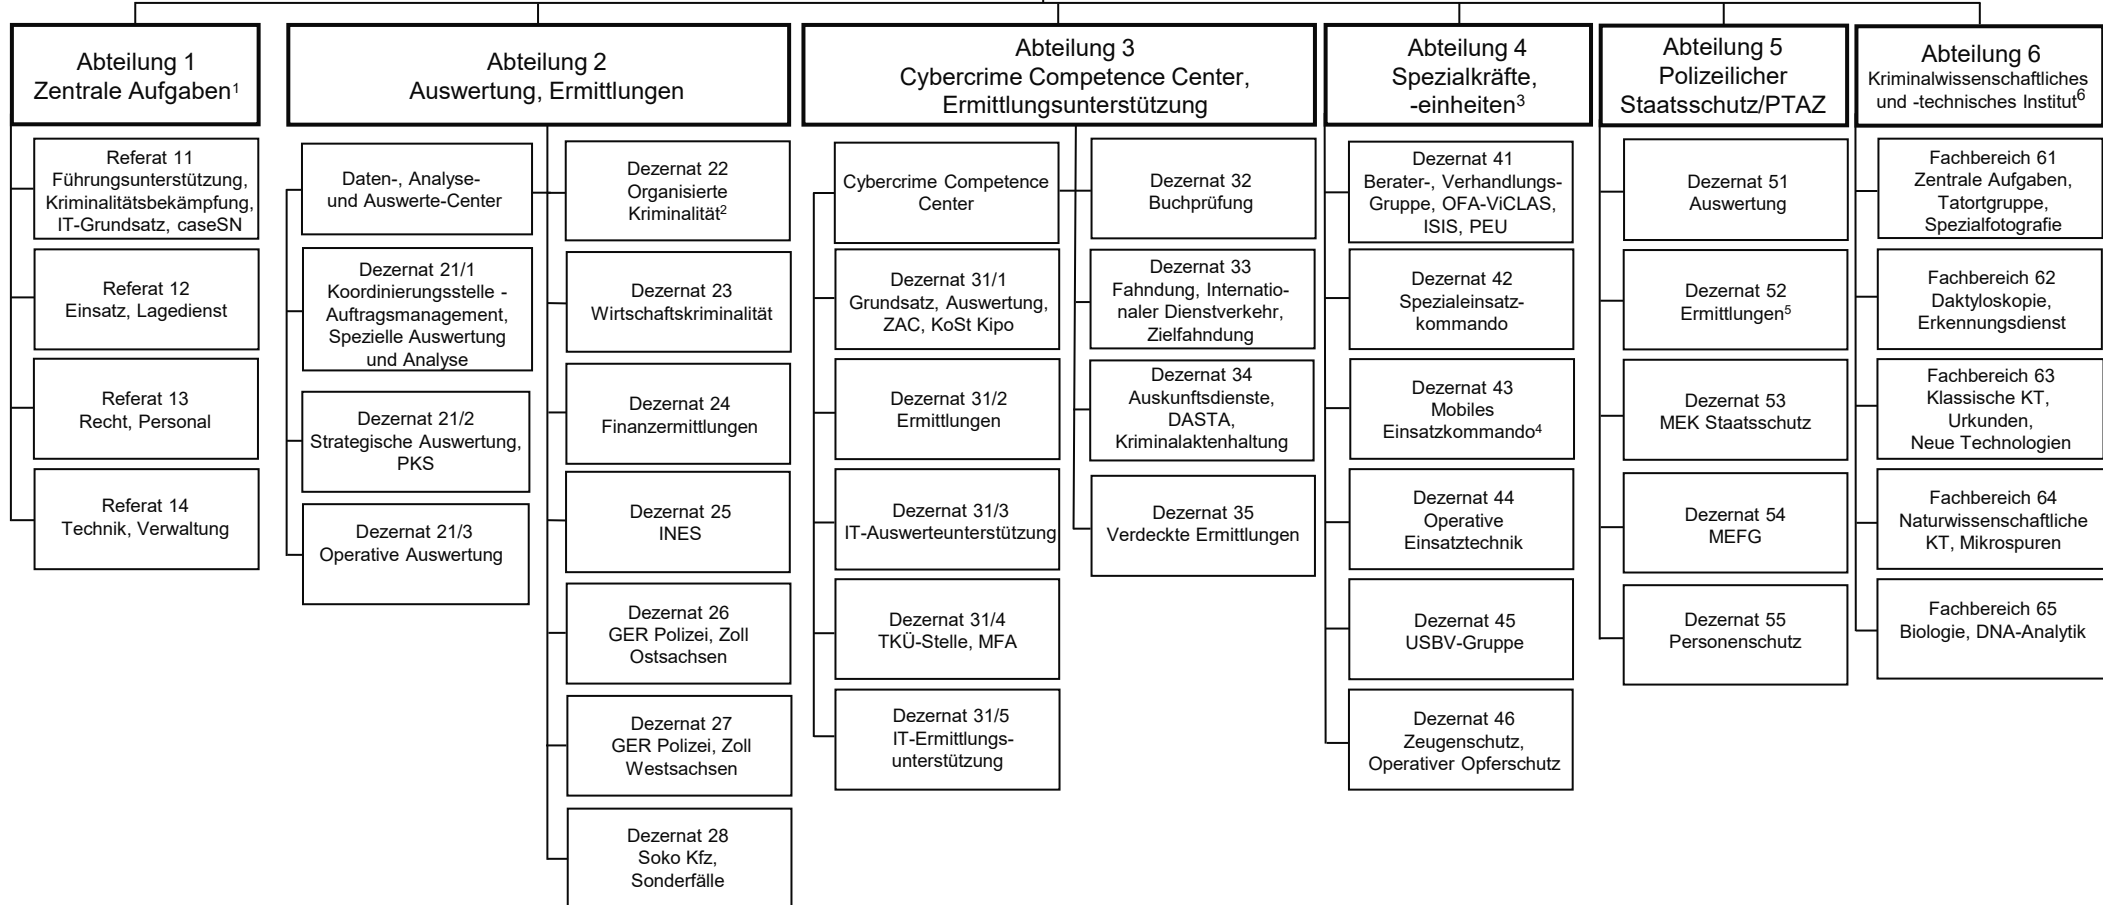 Abteilung 1
Zentrale Aufgaben¹
Referat 11
Führungsunterstützung,
Kriminalitätsbekämpfung,
IT-Grundsatz, caseSN
Referat 12
Einsatz, Lagedienst
Referat 13
Recht, Personal
Referat 14
Technik, Verwaltung
Abteilung 2
Auswertung, Ermittlungen
Daten-, Analyse-
und Auswerte-Center
Dezernat 21/1
Koordinierungsstelle -
Auftragsmanagement,
Spezielle Auswertung
und Analyse
Dezernat 21/2
Strategische Auswertung,
PKS
Dezernat 21/3
Operative Auswertung
Dezernat 22
Organisierte
Kriminalität²
Dezernat 23
Wirtschaftskriminalität
Dezernat 24
Finanzermittlungen
Dezernat 25
INES
Dezernat 26
GER Polizei, Zoll
Ostsachsen
Dezernat 27
GER Polizei, Zoll
Westsachsen
Dezernat 28
Soko Kfz,
Sonderfälle
Abteilung 3
Cybercrime Competence Center,
Ermittlungsunterstützung
Cybercrime Competence
Center
Dezernat 31/1
Grundsatz, Auswertung,
ZAC, KoSt Kipo
Dezernat 31/2
Ermittlungen
Dezernat 31/3
IT-Auswerteunterstützung
Dezernat 31/4
TKÜ-Stelle, MFA
Dezernat 31/5
IT-Ermittlungs-
unterstützung
Dezernat 32
Buchprüfung
Dezernat 33
Fahndung, Internatio-
naler Dienstverkehr,
Zielfahndung
Dezernat 34
Auskunftsdienste,
DASTA,
Kriminalaktenhaltung
Dezernat 35
Verdeckte Ermittlungen
Abteilung 4
Spezialkräfte,
-einheiten³
Dezernat 41
Berater-, Verhandlungs-
Gruppe, OFA-ViCLAS,
ISIS, PEU
Dezernat 42
Spezialeinsatz-
kommando
Dezernat 43
Mobiles
Einsatzkommando⁴
Dezernat 44
Operative
Einsatztechnik
Dezernat 45
USBV-Gruppe
Dezernat 46
Zeugenschutz,
Operativer Opferschutz
Abteilung 5
Polizeilicher
Staatsschutz/PTAZ
Dezernat 51
Auswertung
Dezernat 52
Ermittlungen⁵
Dezernat 53
MEK Staatsschutz
Dezernat 54
MEFG
Dezernat 55
Personenschutz
Abteilung 6
Kriminalwissenschaftliches
und -technisches Institut⁶
Fachbereich 61
Zentrale Aufgaben,
Tatortgruppe,
Spezialfotografie
Fachbereich 62
Daktyloskopie,
Erkennungsdienst
Fachbereich 63
Klassische KT,
Urkunden,
Neue Technologien
Fachbereich 64
Naturwissenschaftliche
KT, Mikrospuren
Fachbereich 65
Biologie, DNA-Analytik